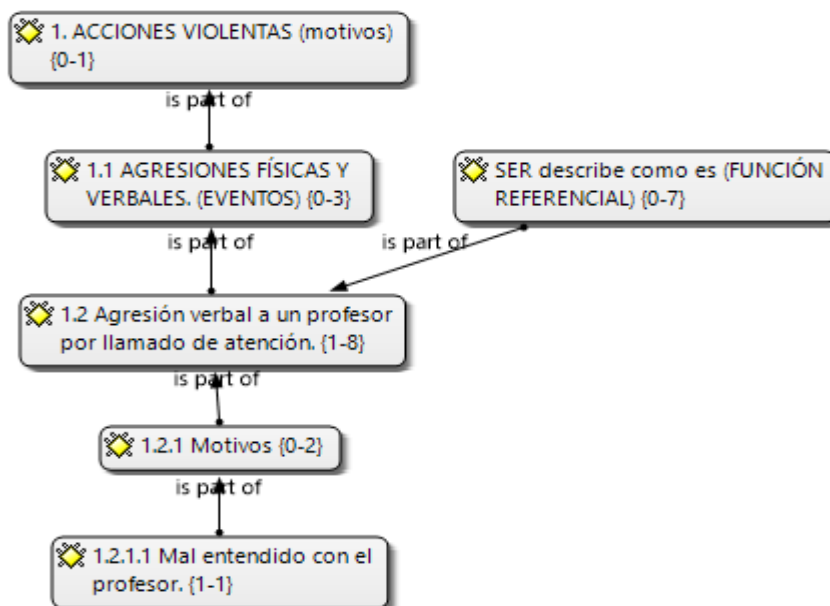 1. ACCIONES VIOLENTAS (motivos)
{0-1}
is part of
1.1 AGRESIONES FÍSICAS Y
VERBALES. (EVENTOS) {0-3}
SER describe como es (FUNCIÓN
REFERENCIAL) {0-7}
is part of
is part of
1.2 Agresión verbal a un profesor
por llamado de atención. {1-8}
is part of
1.2.1 Motivos {0-2}
is part of
1.2.1.1 Mal entendido con el
profesor. {1-1}